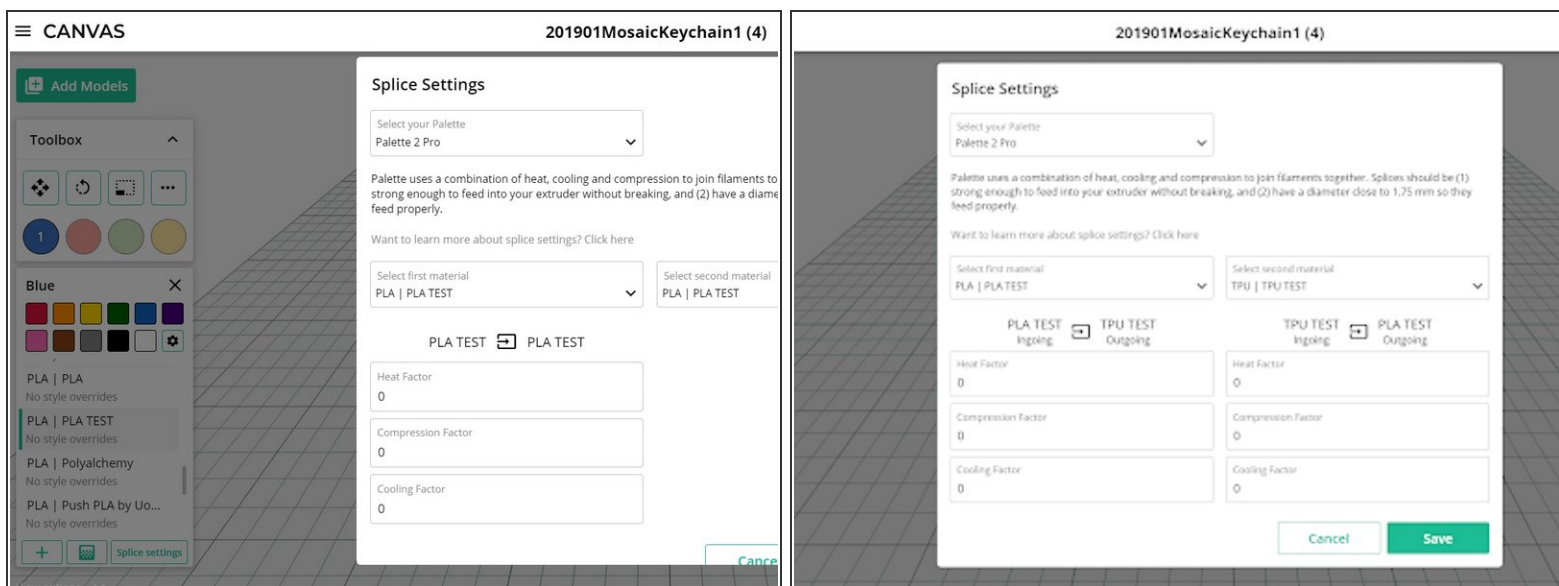 CANVAS
201901MosaicKeychain1 (4)
Add Models
Toolbox
1
Blue
PLA | PLA
No style overrides
PLA | PLA TEST
No style overrides
PLA | Polyalchemy
No style overrides
PLA | Push PLA by Uo...
No style overrides
Splice settings
Splice Settings
Select your Palette
Palette 2 Pro
Palette uses a combination of heat, cooling and compression to join filaments to
strong enough to feed into your extruder without breaking, and (2) have a diame
feed properly.
Want to learn more about splice settings? Click here
Select first material
PLA | PLA TEST
Select second material
PLA | PLA TEST
PLA TEST PLA TEST
Heat Factor
0
Compression Factor
0
Cooling Factor
0
Cance
201901MosaicKeychain1 (4)
Splice Settings
Select your Palette
Palette 2 Pro
Palette uses a combination of heat, cooling and compression to join filaments together. Splices should be (1)
strong enough to feed into your extruder without breaking, and (2) have a diameter close to 1.75 mm so they
feed properly.
Want to learn more about splice settings? Click here
Select first material
PLA | PLA TEST
Select second material
TPU | TPU TEST
PLA TEST TPU TEST
Ingoing Outgoing
TPU TEST PLA TEST
Ingoing Outgoing
Heat Factor
0
Heat Factor
0
Compression Factor
0
Compression Factor
0
Cooling Factor
0
Cooling Factor
0
Cancel
Save